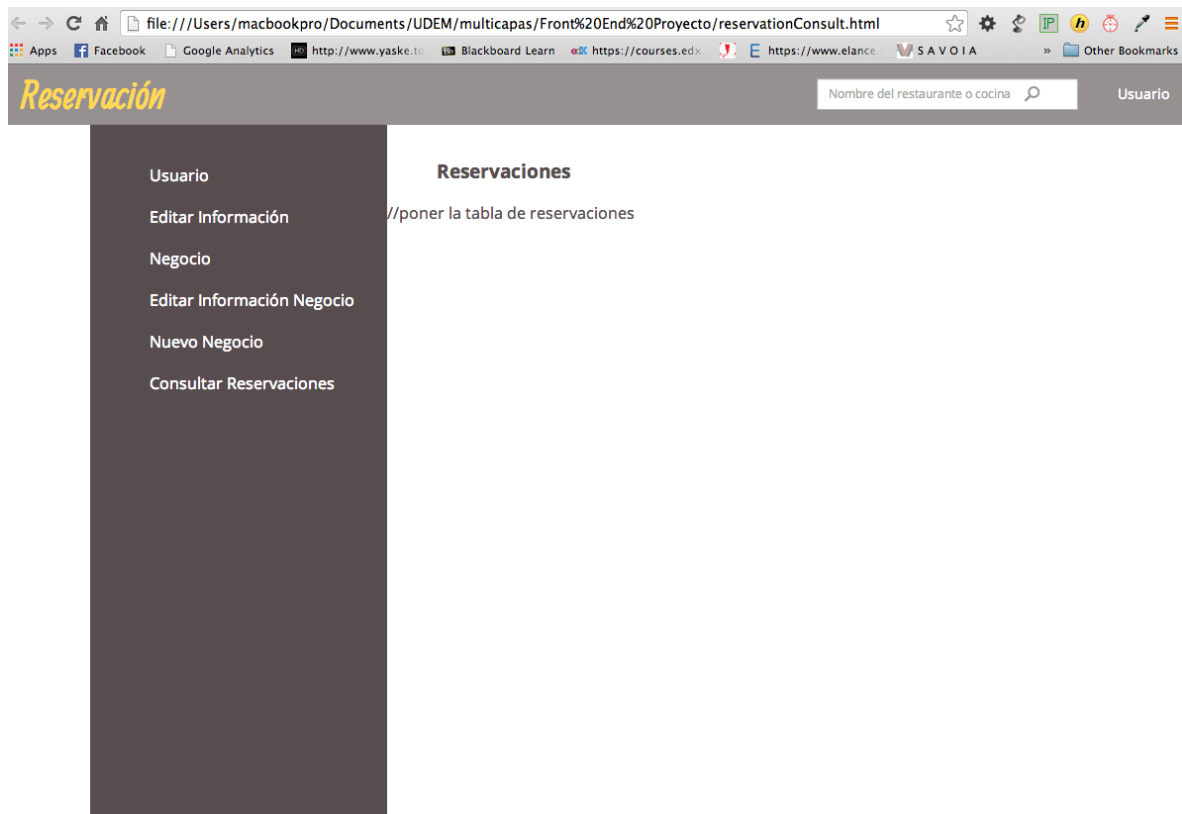 file:///Users/macbookpro/Documents/UDEM/multicapas/Front%20End%20Proyecto/reservationConsult.html
Apps Facebook Google Analytics http://www.yaske.to Blackboard Learn https://courses.edx https://www.elance. S A V O I A » Other Bookmarks
Reservación Nombre del restaurante o cocina Usuario
Usuario
Editar Información
Negocio
Editar Información Negocio
Nuevo Negocio
Consultar Reservaciones
Reservaciones
//poner la tabla de reservaciones